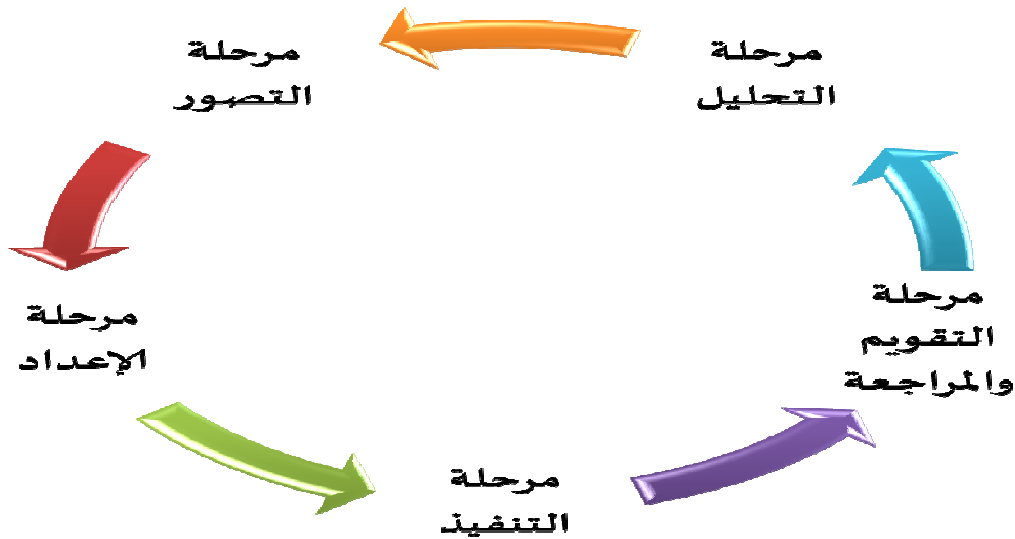 مرحلة
التحليل
مرحلة
التصور
مرحلة
الإعداد
مرحلة
التنفيذ
مرحلة
التقويم
والمراجعة